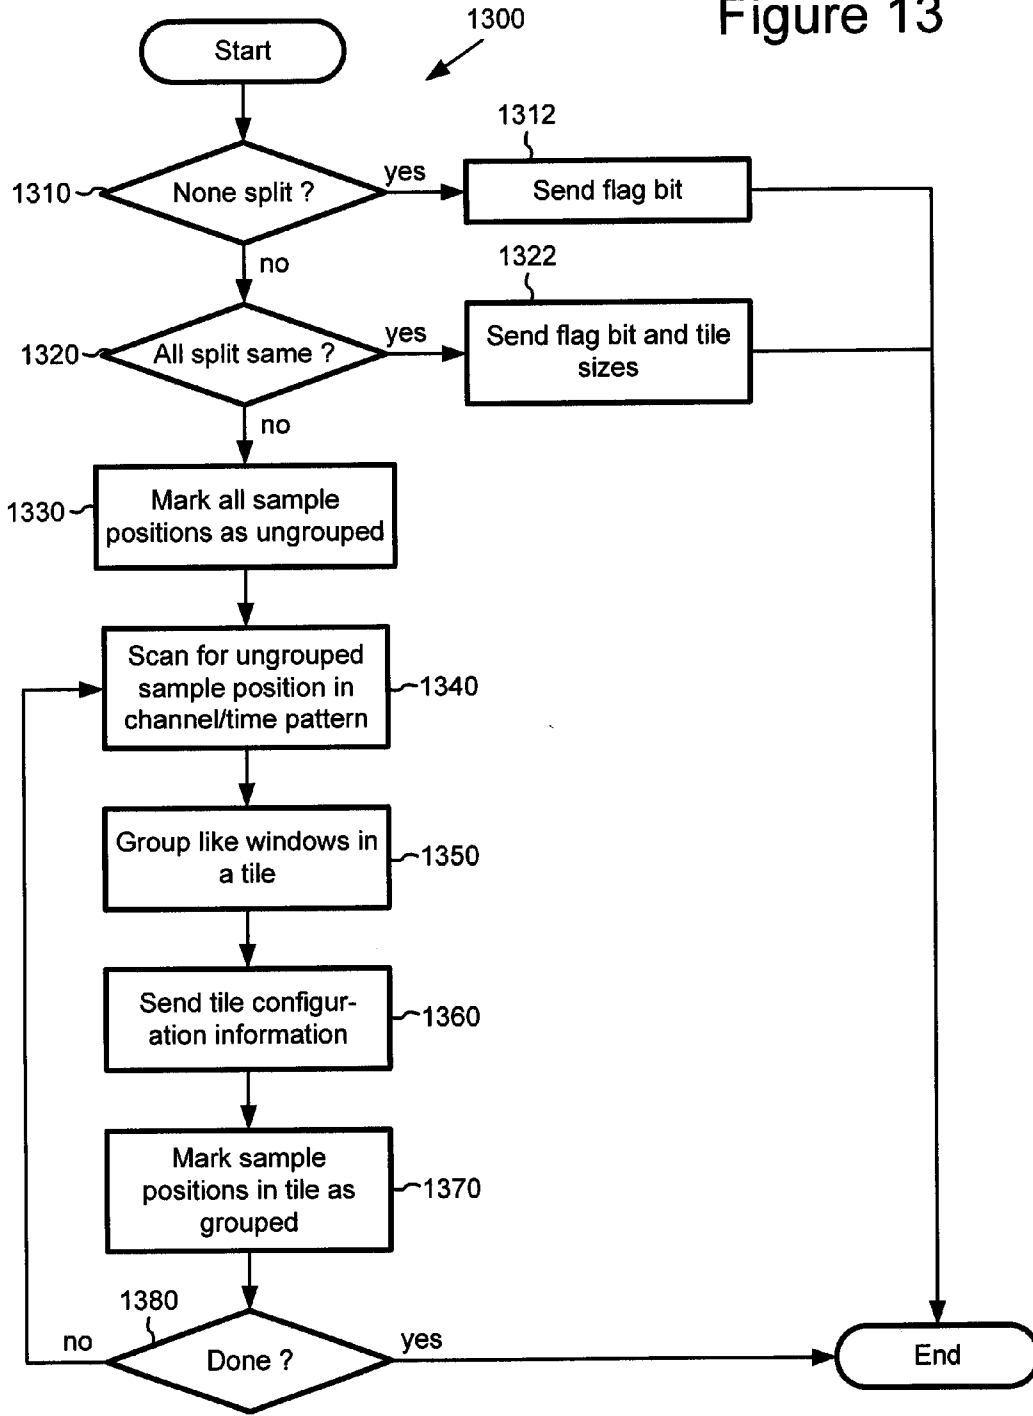 Figure 13
1300
Start
1312
1310
None split ?
yes
Send flag bit
no
1322
1320
All split same ?
yes
Send flag bit and tile
sizes
no
1330
Mark all sample
positions as ungrouped
Scan for ungrouped
sample position in
channel/time pattern
1340
Group like windows in
a tile
1350
Send tile configur-
ation information
1360
Mark sample
positions in tile as
grouped
1370
1380
no
Done ?
yes
End